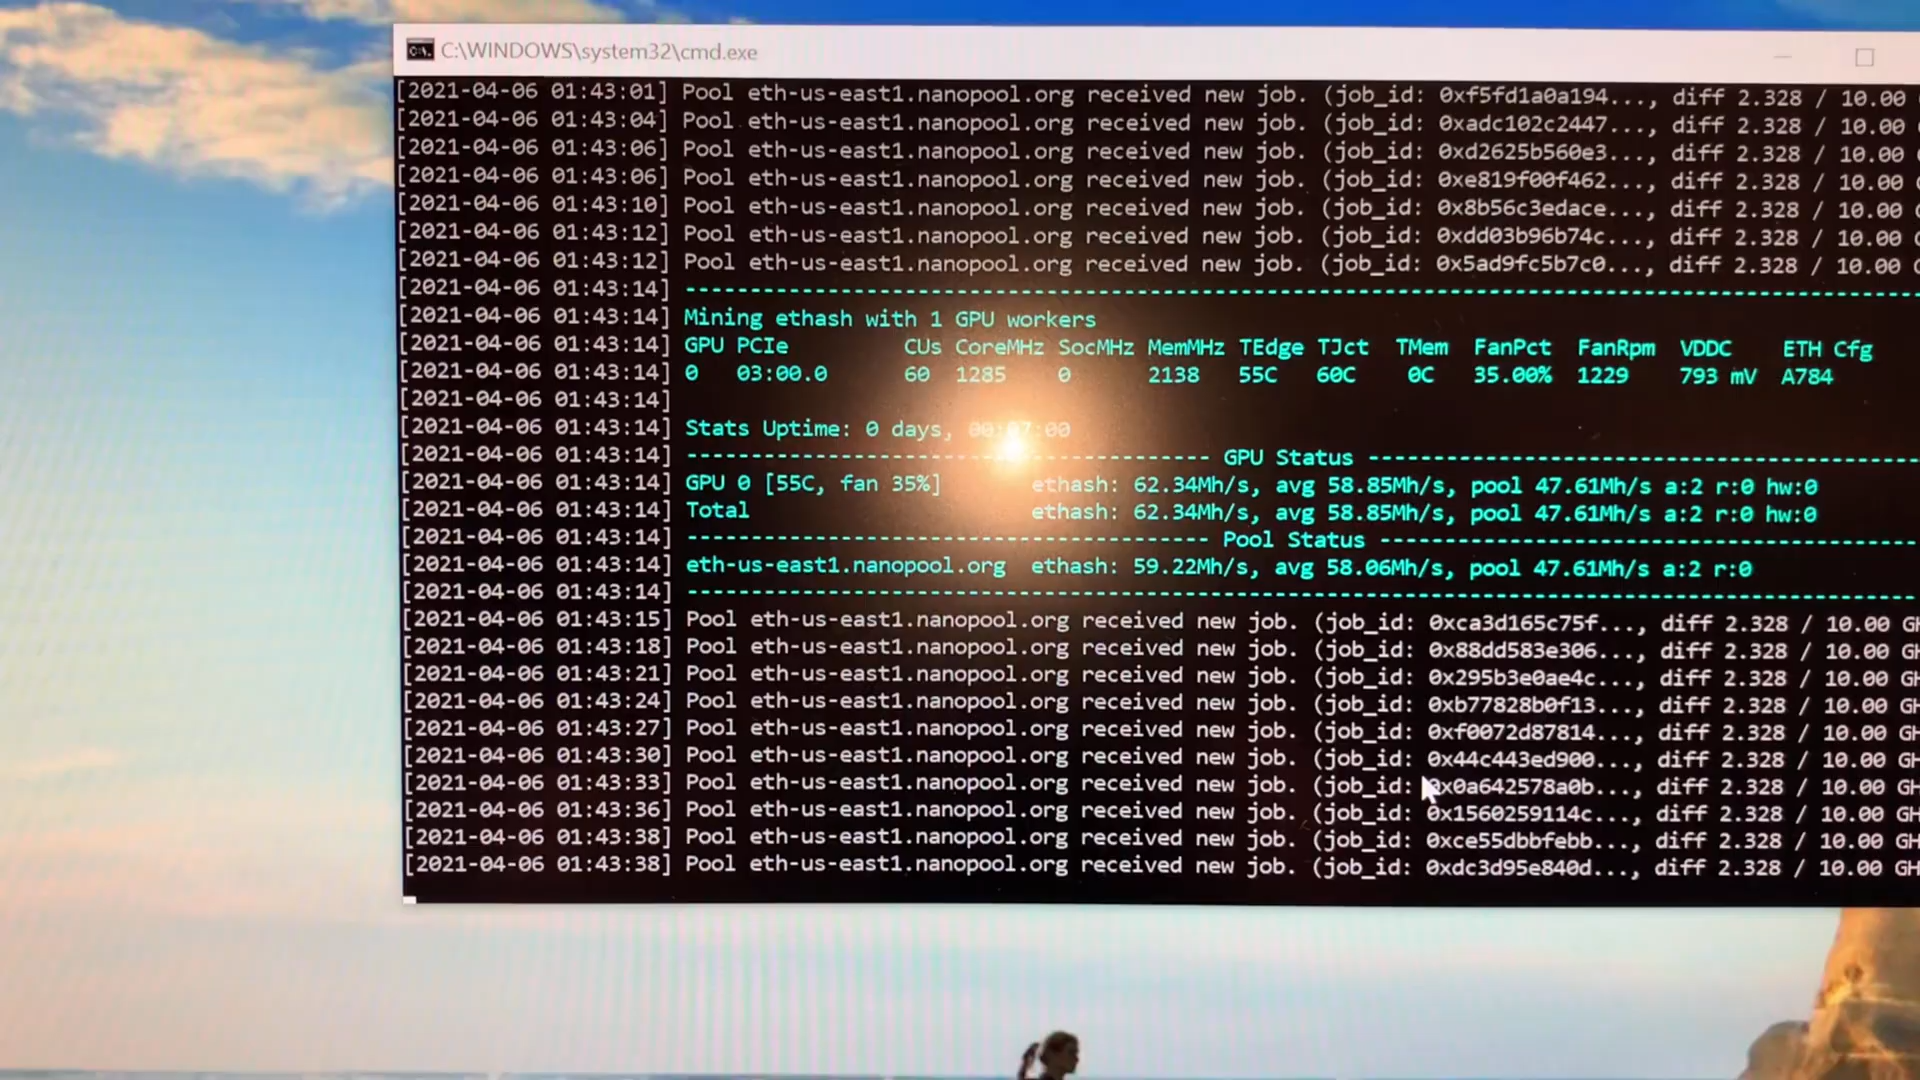 C:\WINDOWS\system32\cmd.exe
[2021-04-06 01:43:01] Pool eth-us-east1.nanopool.org received new job. (job_id: 0xf5fd1a0a194..., diff 2.328 / 10.00
[2021-04-06 01:43:04] Pool eth-us-east1.nanopool.org received new job. (job_id: 0xadc102c2447..., diff 2.328 / 10.00
[2021-04-06 01:43:06] Pool eth-us-east1.nanopool.org received new job. (job_id: 0xd2625b560e3..., diff 2.328 / 10.00
[2021-04-06 01:43:06] Pool eth-us-east1.nanopool.org received new job. (job_id: 0xe819f00f462..., diff 2.328 / 10.00
[2021-04-06 01:43:10] Pool eth-us-east1.nanopool.org received new job. (job_id: 0x8b56c3edace..., diff 2.328 / 10.00
[2021-04-06 01:43:12] Pool eth-us-east1.nanopool.org received new job. (job_id: 0xdd03b96b74c..., diff 2.328 / 10.00
[2021-04-06 01:43:12] Pool eth-us-east1.nanopool.org received new job. (job_id: 0x5ad9fc5b7c0..., diff 2.328 / 10.00
[2021-04-06 01:43:14] --------------------
[2021-04-06 01:43:14] Mining ethash with 1 GPU workers
[2021-04-06 01:43:14] GPU PCIe CUs CoreMHz SocMHz MemMHz TEdge TJct TMem FanPct FanRpm VDDC ETH Cfg
[2021-04-06 01:43:14] 0 03:00.0 60 1285 0 2138 55C 60C 0C 35.00% 1229 793 mV A784
[2021-04-06 01:43:14]
[2021-04-06 01:43:14] Stats Uptime: 0 days, 00:07:00
[2021-04-06 01:43:14] -------------------- GPU Status --------------------
[2021-04-06 01:43:14] GPU 0 [55C, fan 35%] ethash: 62.34Mh/s, avg 58.85Mh/s, pool 47.61Mh/s a:2 r:0 hw:0
[2021-04-06 01:43:14] Total ethash: 62.34Mh/s, avg 58.85Mh/s, pool 47.61Mh/s a:2 r:0 hw:0
[2021-04-06 01:43:14] -------------------- Pool Status --------------------
[2021-04-06 01:43:14] eth-us-east1.nanopool.org ethash: 59.22Mh/s, avg 58.06Mh/s, pool 47.61Mh/s a:2 r:0
[2021-04-06 01:43:14] --------------------
[2021-04-06 01:43:15] Pool eth-us-east1.nanopool.org received new job. (job_id: 0xca3d165c75f..., diff 2.328 / 10.00 GH
[2021-04-06 01:43:18] Pool eth-us-east1.nanopool.org received new job. (job_id: 0x88dd583e306..., diff 2.328 / 10.00 GH
[2021-04-06 01:43:21] Pool eth-us-east1.nanopool.org received new job. (job_id: 0x295b3e0ae4c..., diff 2.328 / 10.00 GH
[2021-04-06 01:43:24] Pool eth-us-east1.nanopool.org received new job. (job_id: 0xb77828b0f13..., diff 2.328 / 10.00 GH
[2021-04-06 01:43:27] Pool eth-us-east1.nanopool.org received new job. (job_id: 0xf0072d87814..., diff 2.328 / 10.00 GH
[2021-04-06 01:43:30] Pool eth-us-east1.nanopool.org received new job. (job_id: 0x44c443ed900..., diff 2.328 / 10.00 GH
[2021-04-06 01:43:33] Pool eth-us-east1.nanopool.org received new job. (job_id: 0x0a642578a0b..., diff 2.328 / 10.00 GH
[2021-04-06 01:43:36] Pool eth-us-east1.nanopool.org received new job. (job_id: 0x1560259114c..., diff 2.328 / 10.00 GH
[2021-04-06 01:43:38] Pool eth-us-east1.nanopool.org received new job. (job_id: 0xce55dbbfebb..., diff 2.328 / 10.00 GH
[2021-04-06 01:43:38] Pool eth-us-east1.nanopool.org received new job. (job_id: 0xdc3d95e840d..., diff 2.328 / 10.00 GH